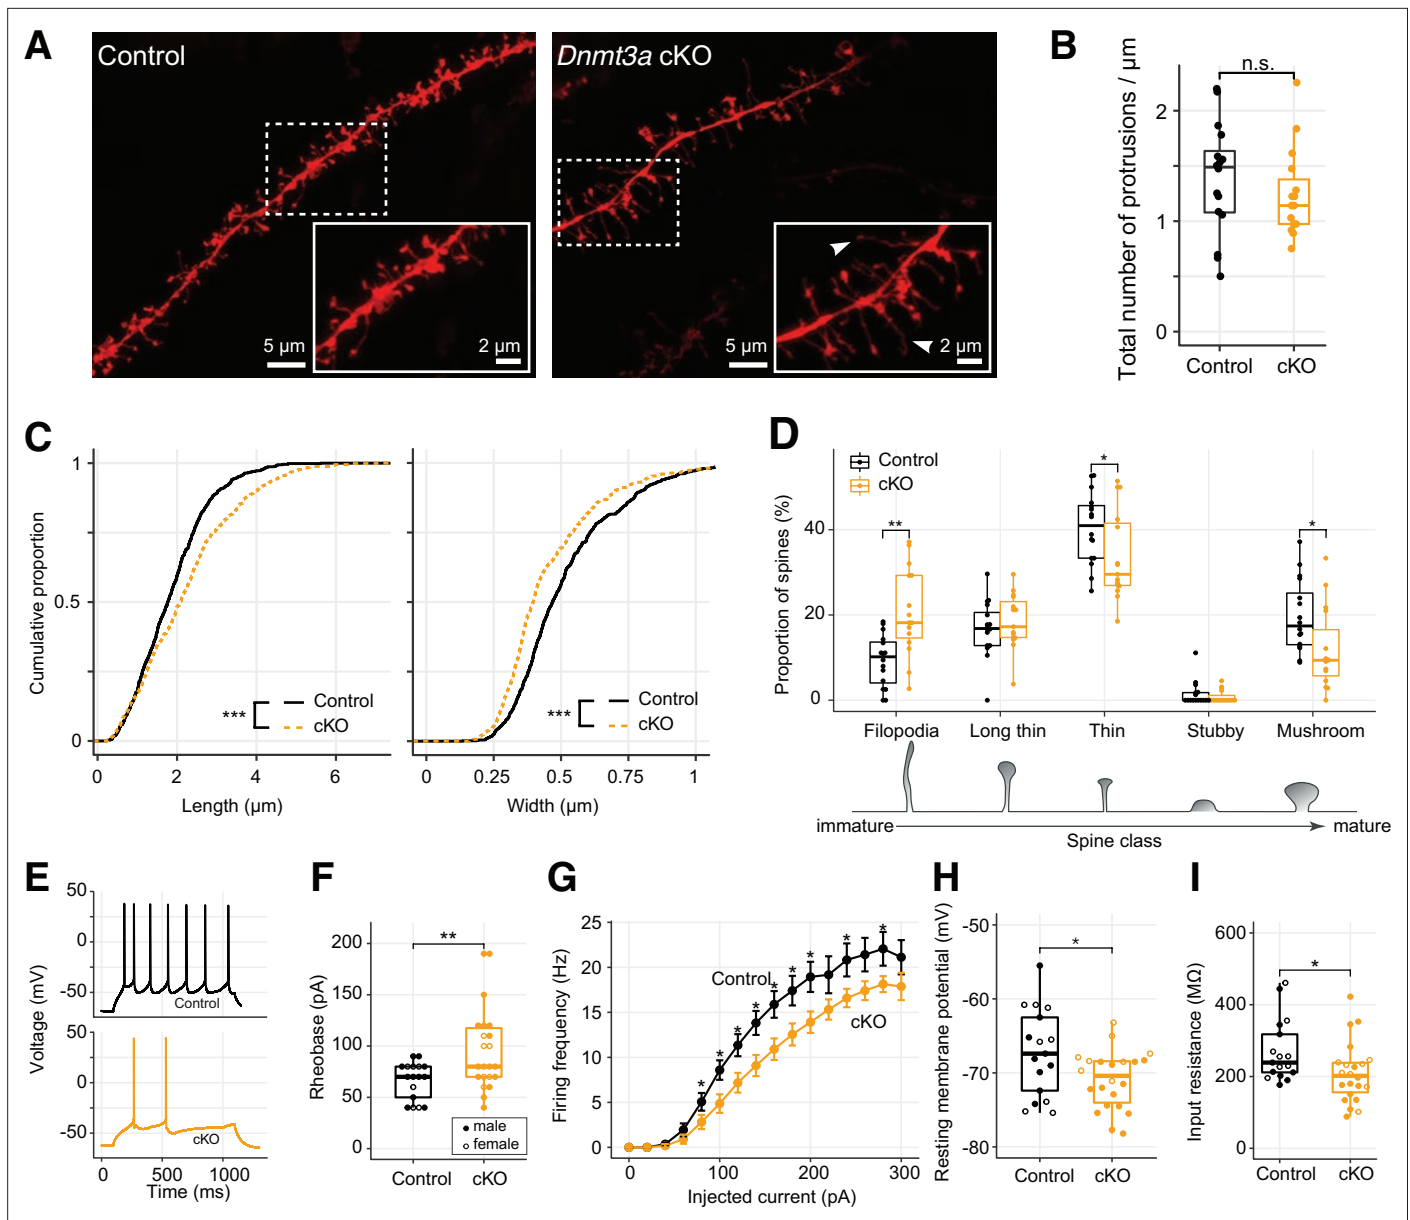 A
Control
5 µm
2 µm
Dnmt3a cKO
5 µm
2 µm
B
Total number of protrusions / µm
n.s.
2
1
0
Control
cKO
C
Cumulative proportion
1
0.5
0
Control
***
cKO
0
2
4
6
Length (µm)
Control
***
cKO
0
0.25
0.5
0.75
1
Width (µm)
D
Proportion of spines (%)
Control
cKO
40
20
0
**
*
*
Filopodia
Long thin
Thin
Stubby
Mushroom
immature
mature
Spine class
E
Voltage (mV)
50
0
-50
Control
50
0
-50
cKO
0
500
1000
Time (ms)
F
Rheobase (pA)
200
150
100
50
0
**
male
female
Control
cKO
G
Firing frequency (Hz)
25
20
15
10
5
0
* * * * * * * * *
Control
cKO
0
100
200
300
Injected current (pA)
H
Resting membrane potential (mV)
-50
-60
-70
-80
*
Control
cKO
I
Input resistance (MΩ)
600
400
200
0
*
Control
cKO